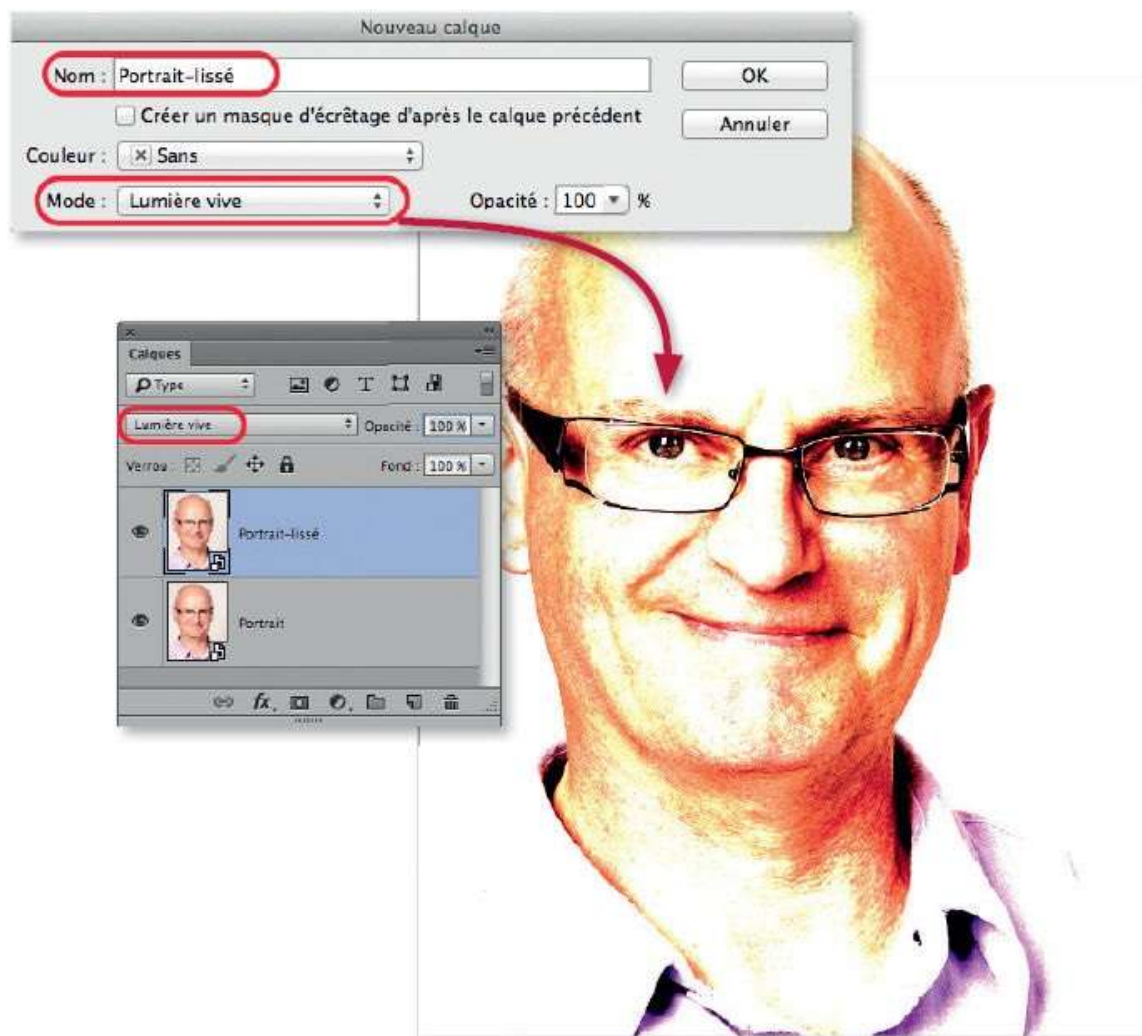 Nouveau calque
Nom : Portrait-lissé
OK
Créer un masque d'écrêtage d'après le calque précédent
Annuler
Couleur : Sans
Mode : Lumière vive
Opacité : 100 %
Calques
Type
T
Lumière vive
Opacité : 100 %
Verrou :
Fond : 100 %
Portrait-lissé
Portrait
fx